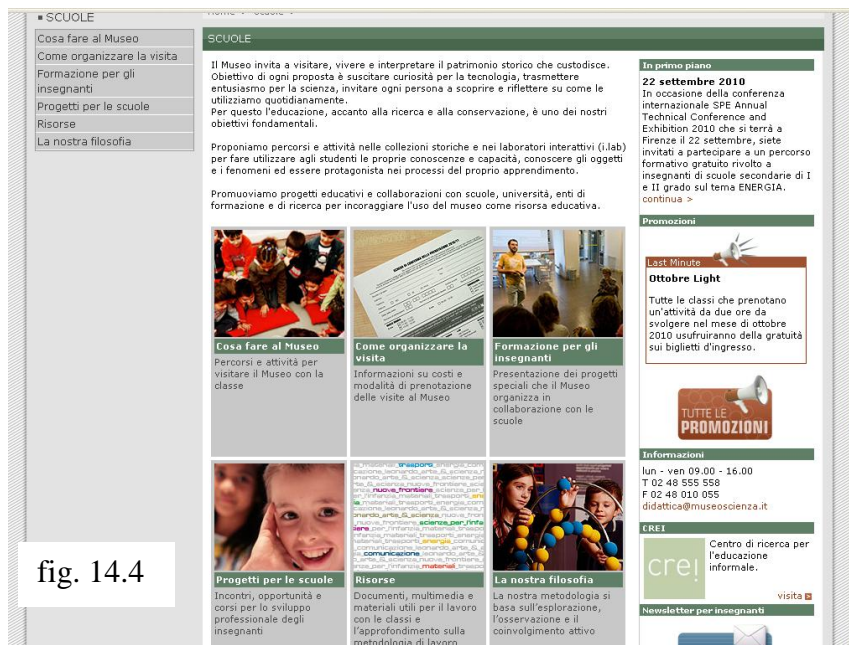 SCUOLE
Cosa fare al Museo
Come organizzare la visita
Formazione per gli
insegnanti
Progetti per le scuole
Risorse
La nostra filosofia
SCUOLE
Il Museo invita a visitare, vivere e interpretare il patrimonio storico che custodisce.
Obiettivo di ogni proposta è suscitare curiosità per la tecnologia, trasmettere
entusiasmo per la scienza, invitare ogni persona a scoprire e riflettere su come le
utilizziamo quotidianamente.
Per questo l'educazione, accanto alla ricerca e alla conservazione, è uno dei nostri
obiettivi fondamentali.
Proponiamo percorsi e attività nelle collezioni storiche e nei laboratori interattivi (i.lab)
per fare utilizzare agli studenti le proprie conoscenze e capacità, conoscere gli oggetti
e i fenomeni ed essere protagonista nei processi del proprio apprendimento.
Promuoviamo progetti educativi e collaborazioni con scuole, università, enti di
formazione e di ricerca per incoraggiare l'uso del museo come risorsa educativa.
Cosa fare al Museo
Percorsi e attività per
visitare il Museo con la
classe
Come organizzare la
visita
Informazioni su costi e
modalità di prenotazione
delle visite al Museo
Formazione per gli
insegnanti
Presentazione dei progetti
speciali che il Museo
organizza in
collaborazione con le
scuole
Progetti per le scuole
Incontri, opportunità e
corsi per lo sviluppo
professionale degli
insegnanti
Risorse
Documenti, multimedia e
materiali utili per il lavoro
con le classi e
l'approfondimento sulla
metodologia di lavoro
La nostra filosofia
La nostra metodologia si
basa sull'esplorazione,
l'osservazione e il
coinvolgimento attivo
In primo piano
22 settembre 2010
In occasione della conferenza
internazionale SPE Annual
Technical Conference and
Exhibition 2010 che si terrà a
Firenze il 22 settembre, siete
invitati a partecipare a un percorso
formativo gratuito rivolto a
insegnanti di scuole secondarie di I
e II grado sul tema ENERGIA.
continua >
Promozioni
Last Minute
Ottobre Light
Tutte le classi che prenotano
un'attività da due ore da
svolgere nel mese di ottobre
2010 usufruiranno della gratuità
sui biglietti d'ingresso.
TUTTE LE
PROMOZIONI
Informazioni
lun - ven 09.00 - 16.00
T 02 48 555 558
F 02 48 010 055
didattica@museoscienza.it
CREI
cre!
Centro di ricerca per
l'educazione
informale.
visita
Newsletter per insegnanti
fig. 14.4